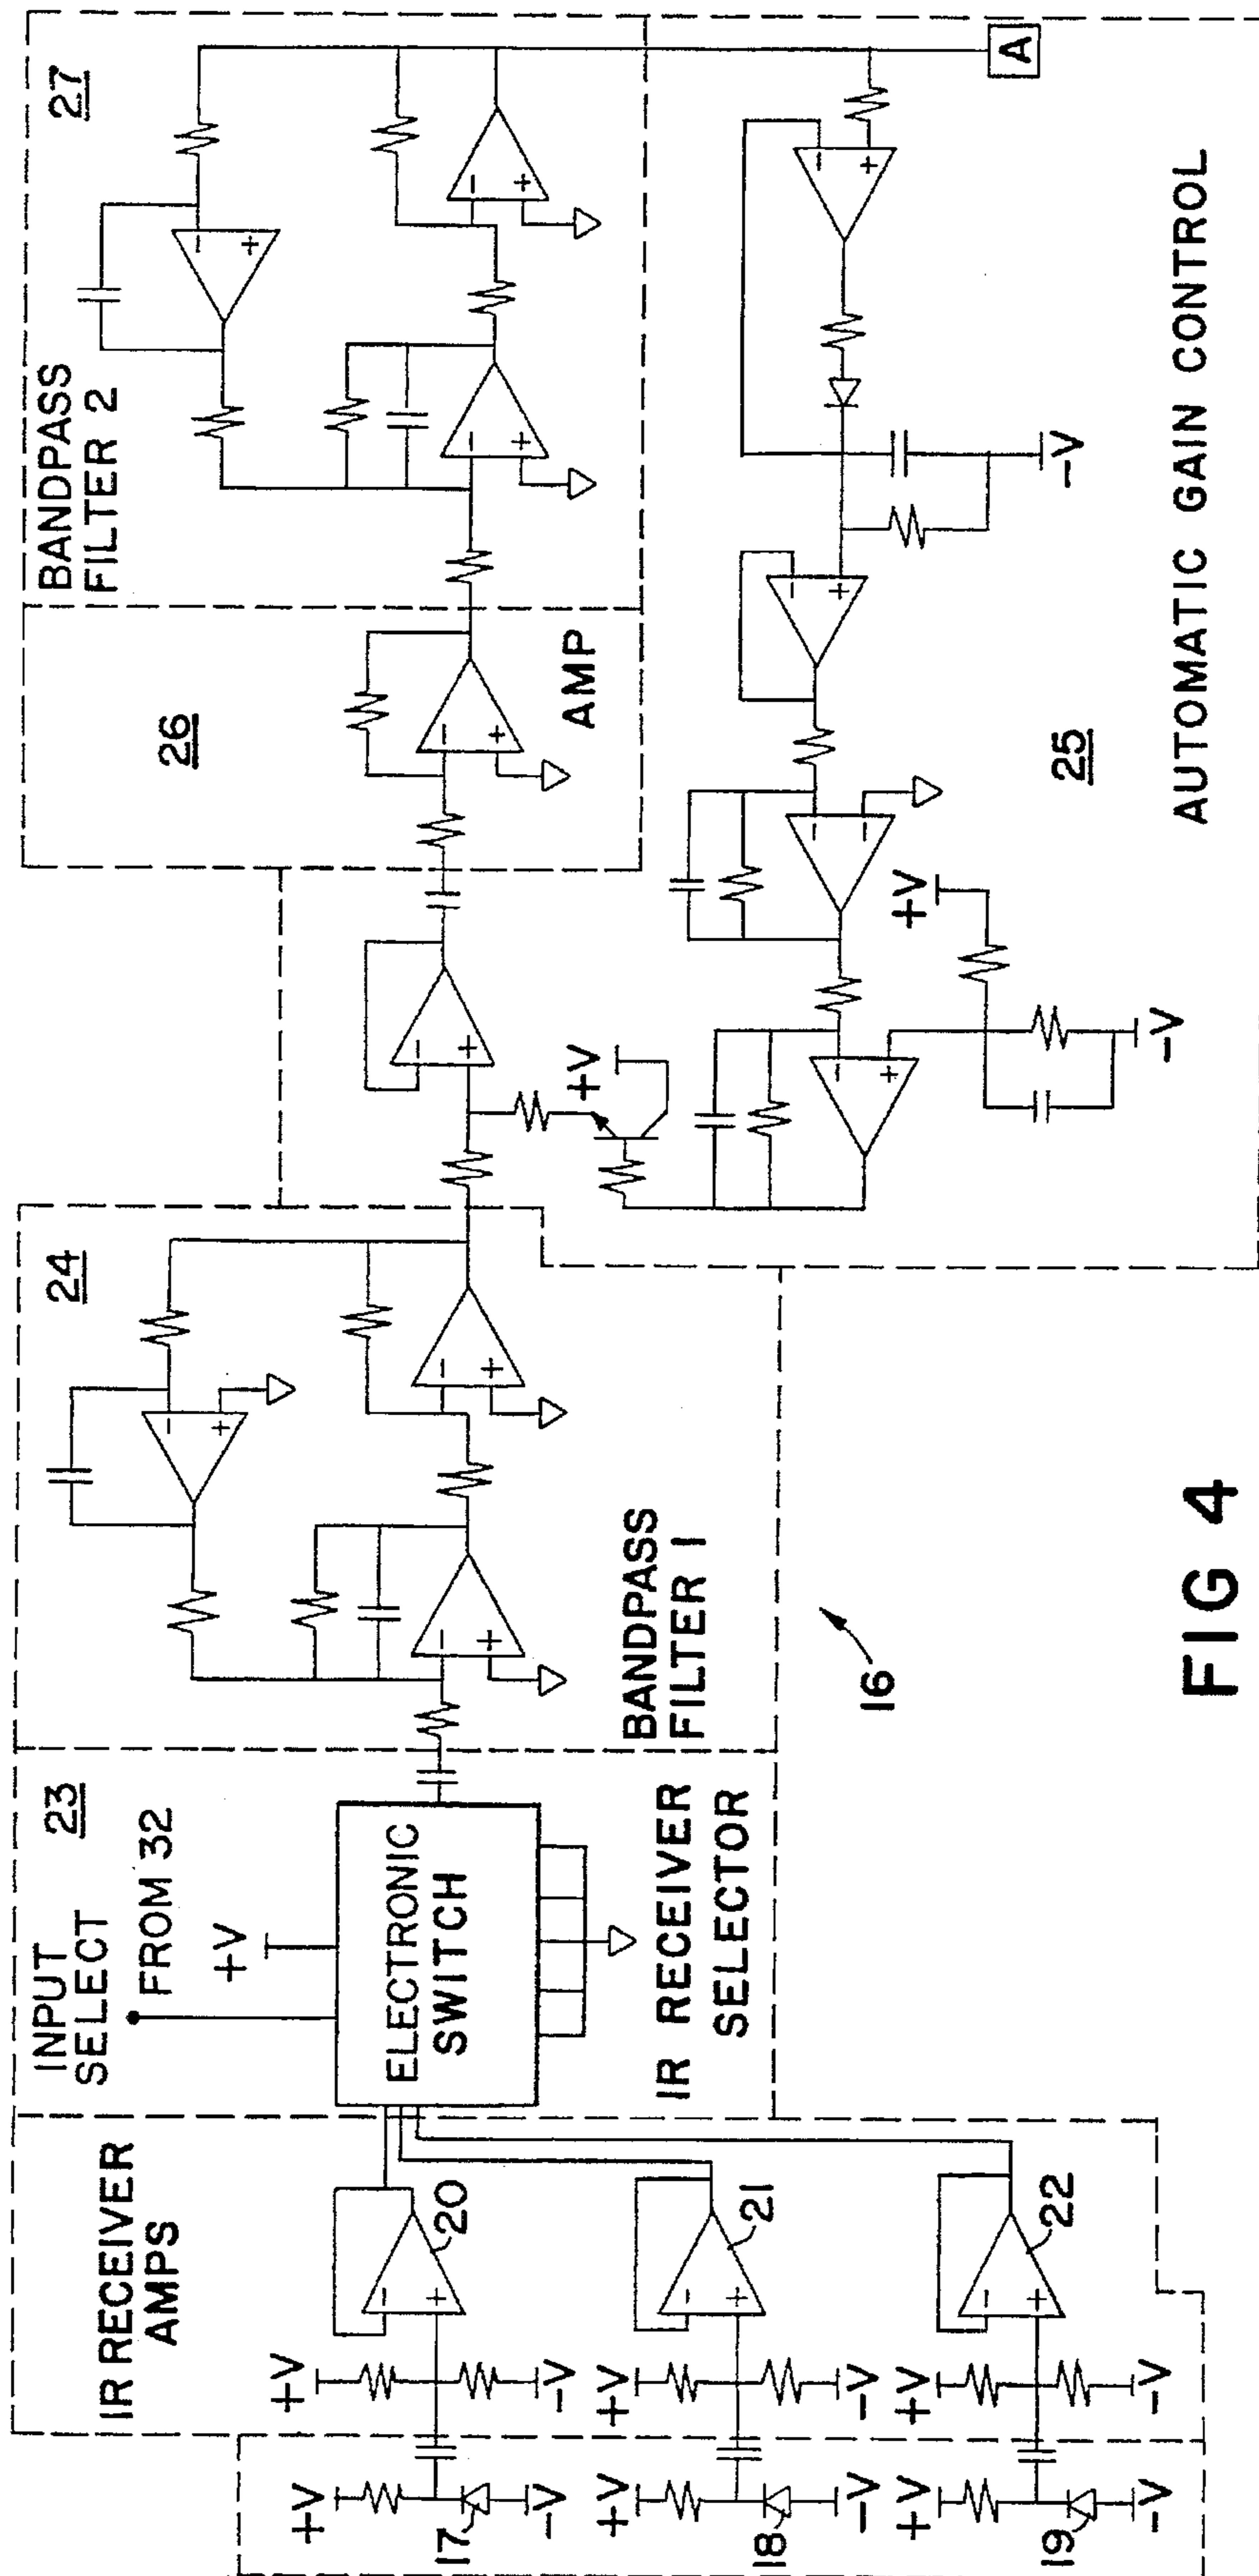 IR RECEIVER
AMPS
+V
+V
17
-V
-V
-
+
20
+V
+V
18
-V
-V
-
+
21
+V
+V
19
-V
-V
-
+
22
INPUT
SELECT
FROM 32
23
+V
ELECTRONIC
SWITCH
IR RECEIVER
SELECTOR
24
-
+
-
+
-
+
BANDPASS
FILTER 1
16
-
+
+V
26
-
+
AMP
BANDPASS
FILTER 2
27
-
+
-
+
-
+
A
-
+
-V
-
+
-
-
+V
-
+
-V
25
AUTOMATIC GAIN CONTROL
FIG 4